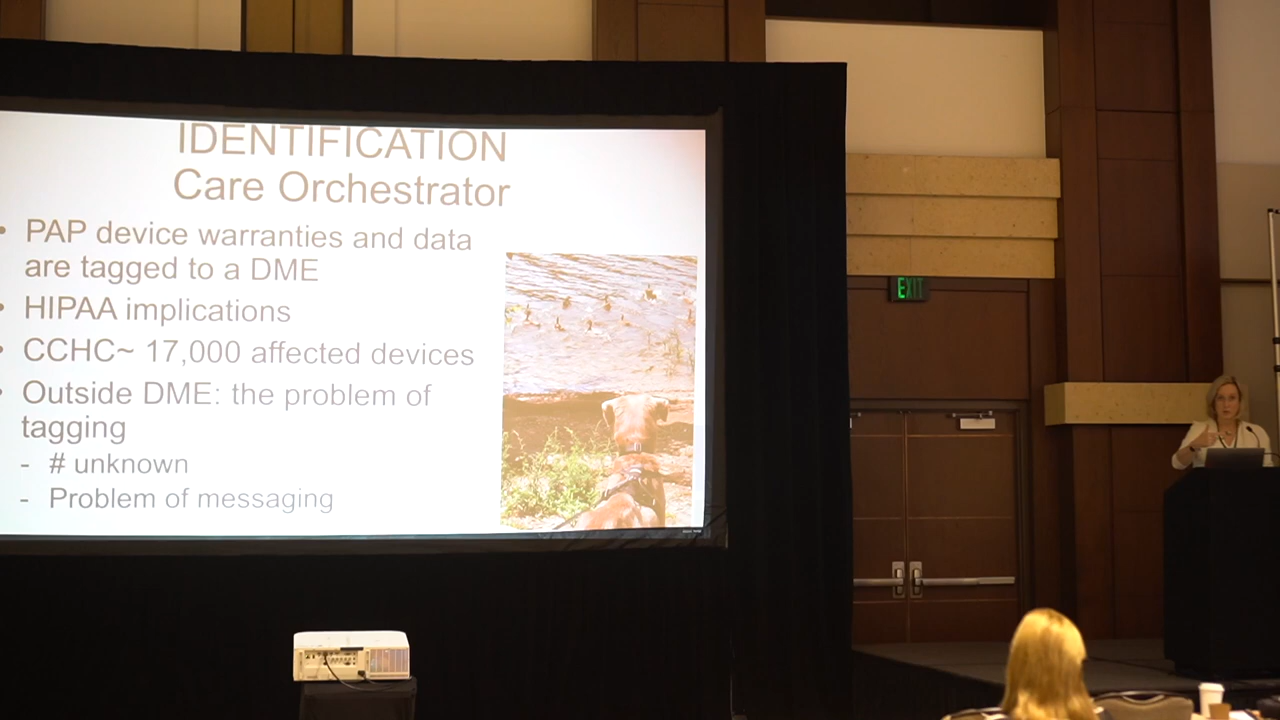 IDENTIFICATION
Care Orchestrator
• PAP device warranties and data
are tagged to a DME
• HIPAA implications
• CCHC~ 17,000 affected devices
• Outside DME: the problem of
tagging
- # unknown
- Problem of messaging
EXIT